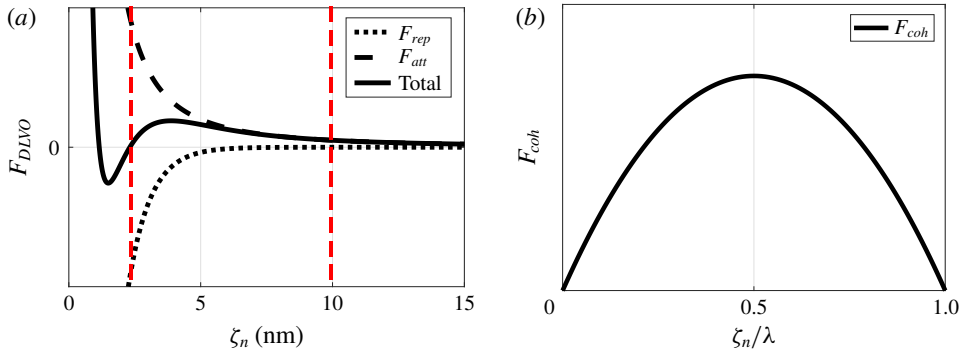 (a)
F_rep
F_att
Total
F_DLVO
0
0
5
10
15
ζ_n (nm)
(b)
F_coh
F_coh
0
0.5
1.0
ζ_n/λ